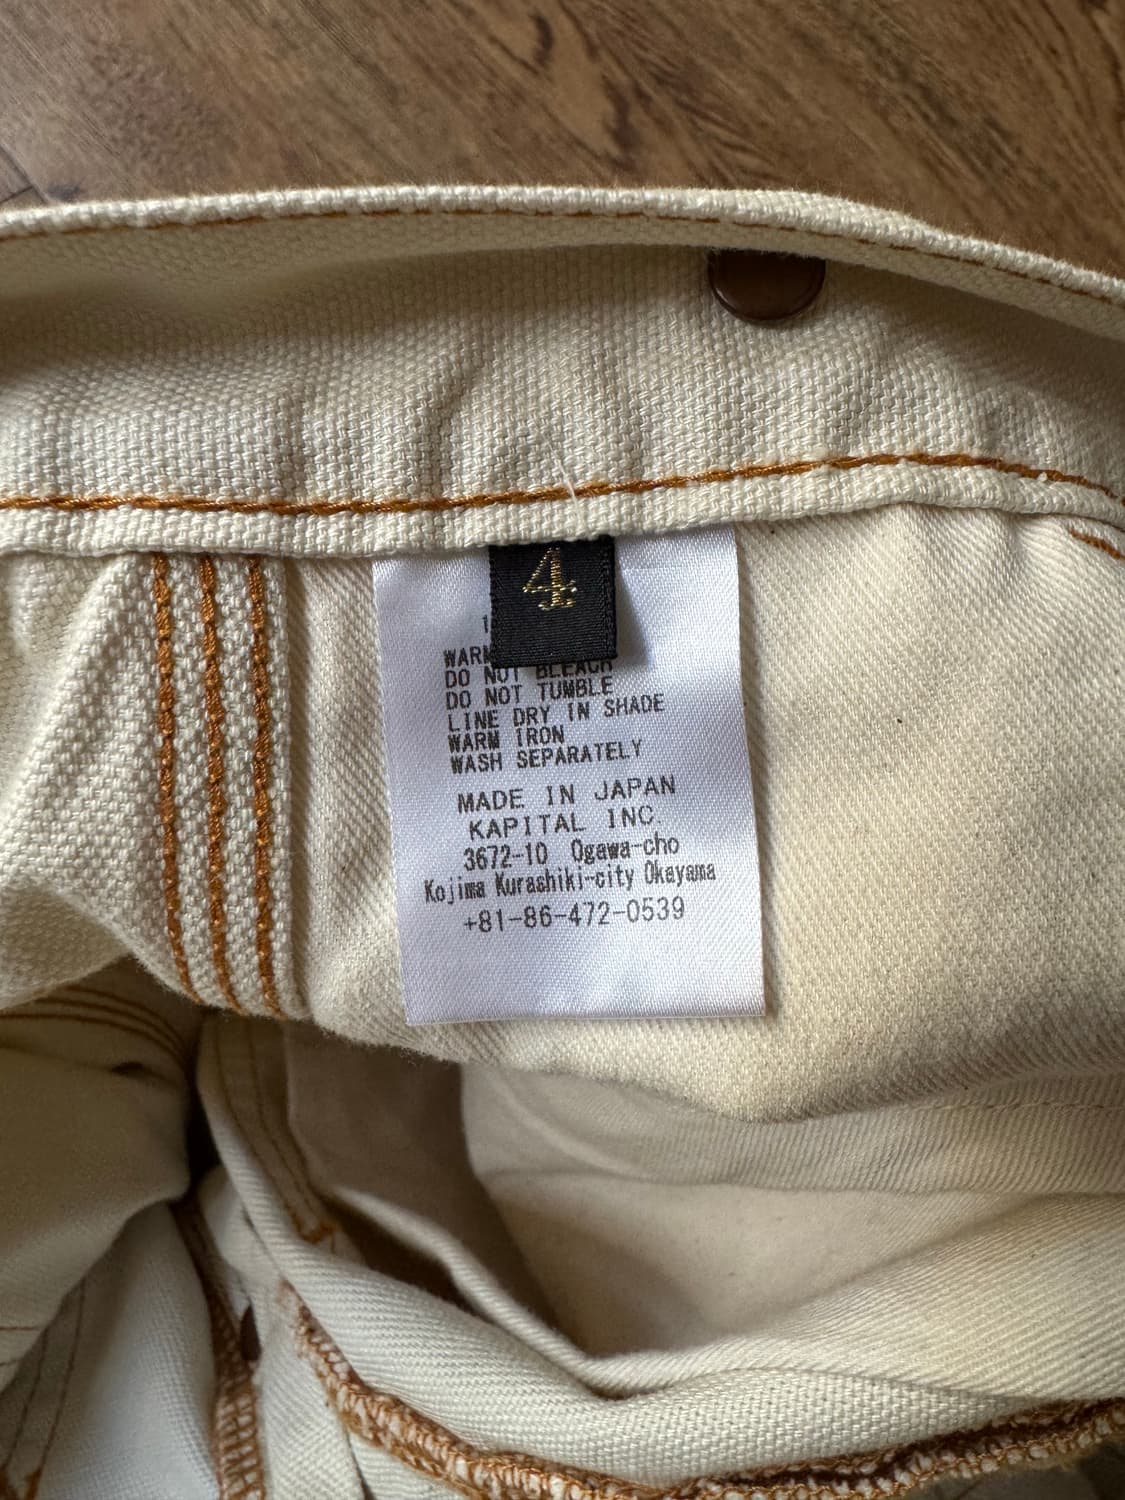 4
DO NOT BLEACH
DO NOT TUMBLE
LINE DRY IN SHADE
WARM IRON
WASH SEPARATELY
MADE IN JAPAN
KAPITAL INC.
3672-10 Ogawa-cho
Kojima Kurashiki-city Okayama
+81-86-472-0539